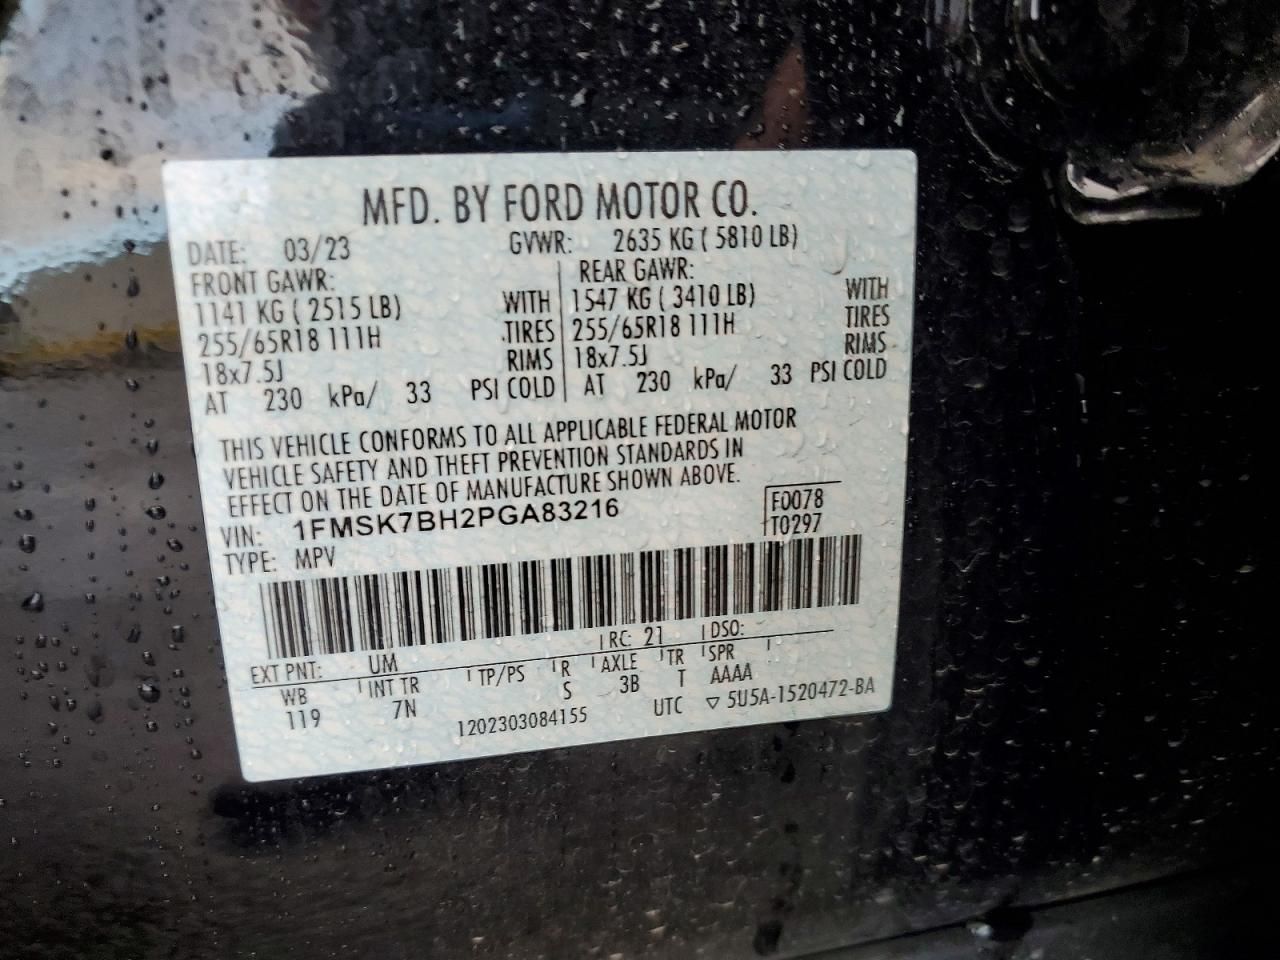 MFD. BY FORD MOTOR CO.
DATE: 03/23 GVWR: 2635 KG ( 5810 LB)
FRONT GAWR: REAR GAWR:
1141 KG ( 2515 LB) WITH 1547 KG ( 3410 LB) WITH
255/65R18 111H TIRES 255/65R18 111H TIRES
18x7.5J RIMS 18x7.5J RIMS
AT 230 kPa/ 33 PSI COLD AT 230 kPa/ 33 PSI COLD
THIS VEHICLE CONFORMS TO ALL APPLICABLE FEDERAL MOTOR
VEHICLE SAFETY AND THEFT PREVENTION STANDARDS IN
EFFECT ON THE DATE OF MANUFACTURE SHOWN ABOVE.
VIN: 1FMSK7BH2PGA83216 F0078
TYPE: MPV T0297
EXT PNT: UM RC: 21 DSO:
WB INT TR TP/PS R AXLE TR SPR
119 7N S 3B T AAAA
1202303084155 UTC ▽ 5U5A-1520472-BA